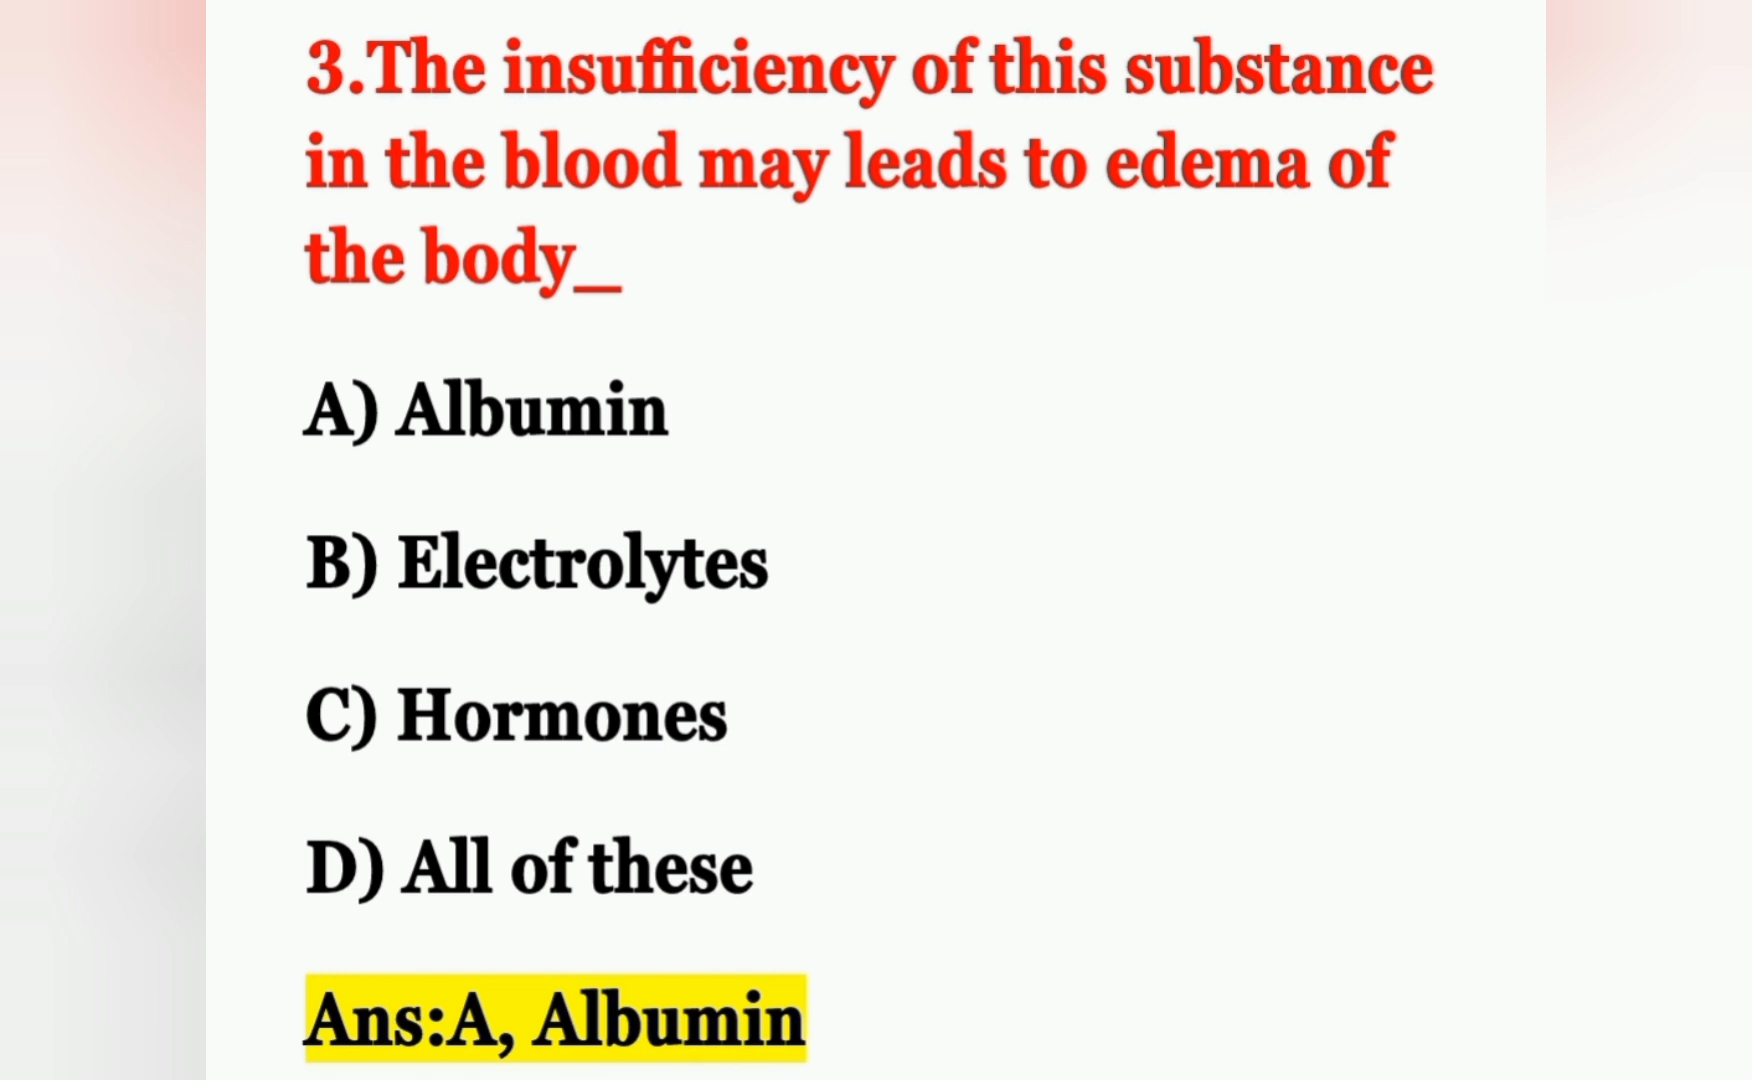 3.The insufficiency of this substance
in the blood may leads to edema of
the body_
A) Albumin
B) Electrolytes
C) Hormones
D) All of these
Ans:A, Albumin